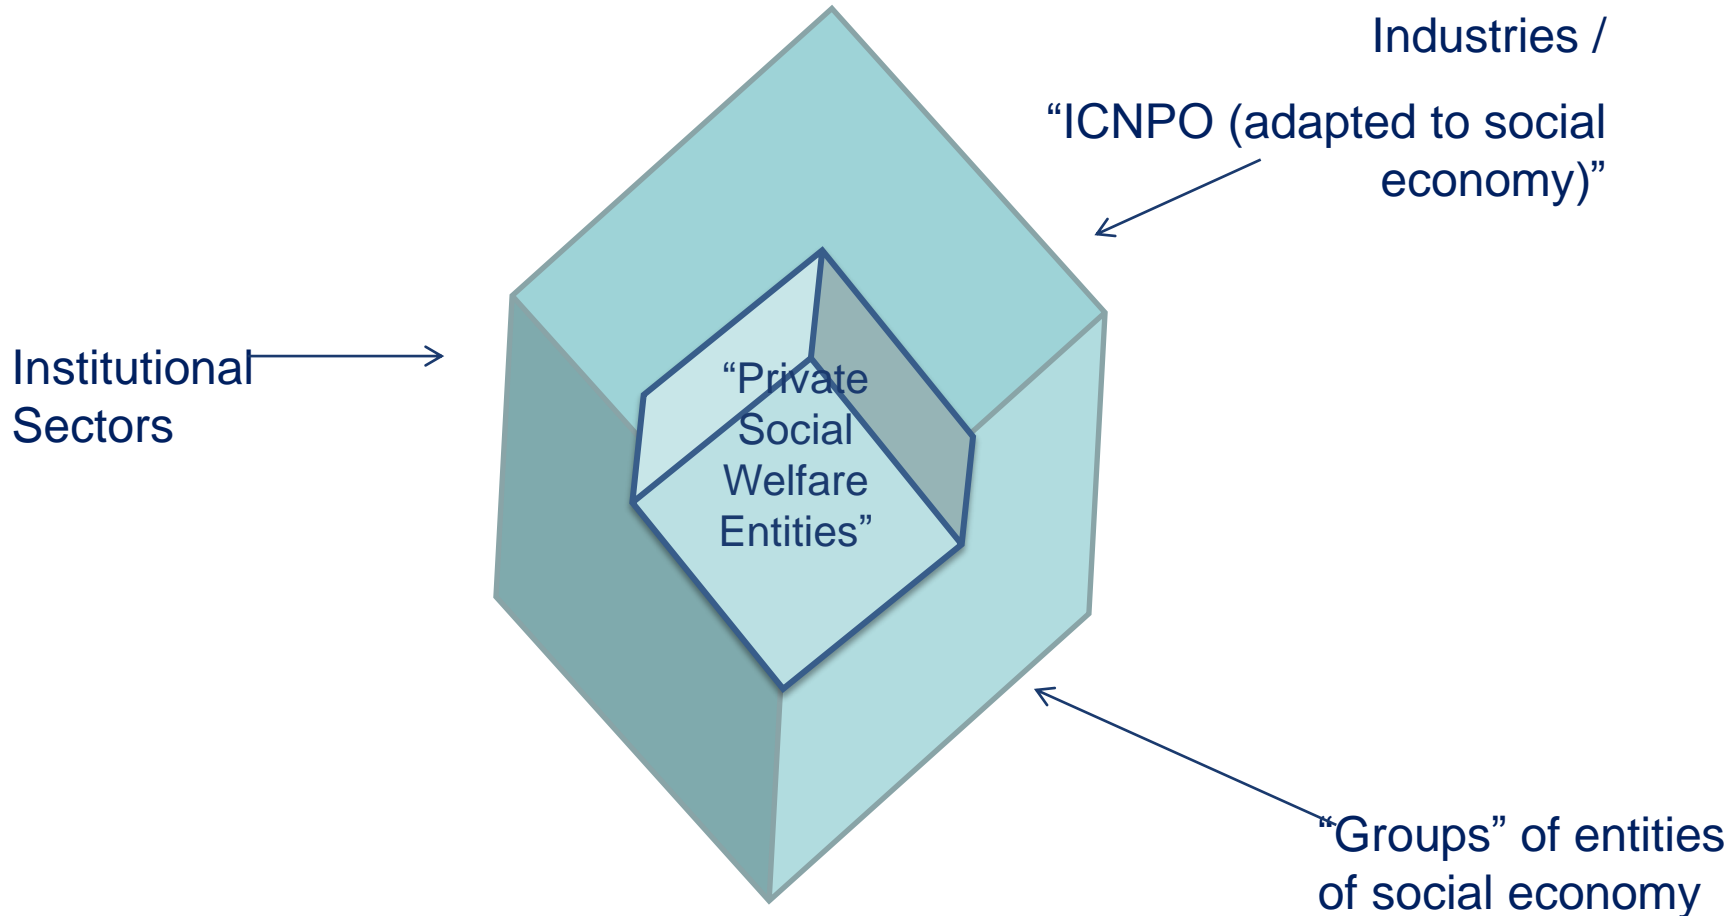 Industries /
“ICNPO (adapted to social
economy)”
Institutional
Sectors
“Private
Social
Welfare
Entities”
“Groups” of entities
of social economy